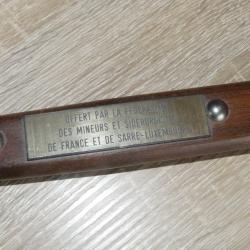 OFFERT PAR LA FEDERATION
DES MINEURS ET SIDERURGISTES
DE FRANCE ET DE SARRE-LUXEMBOURG